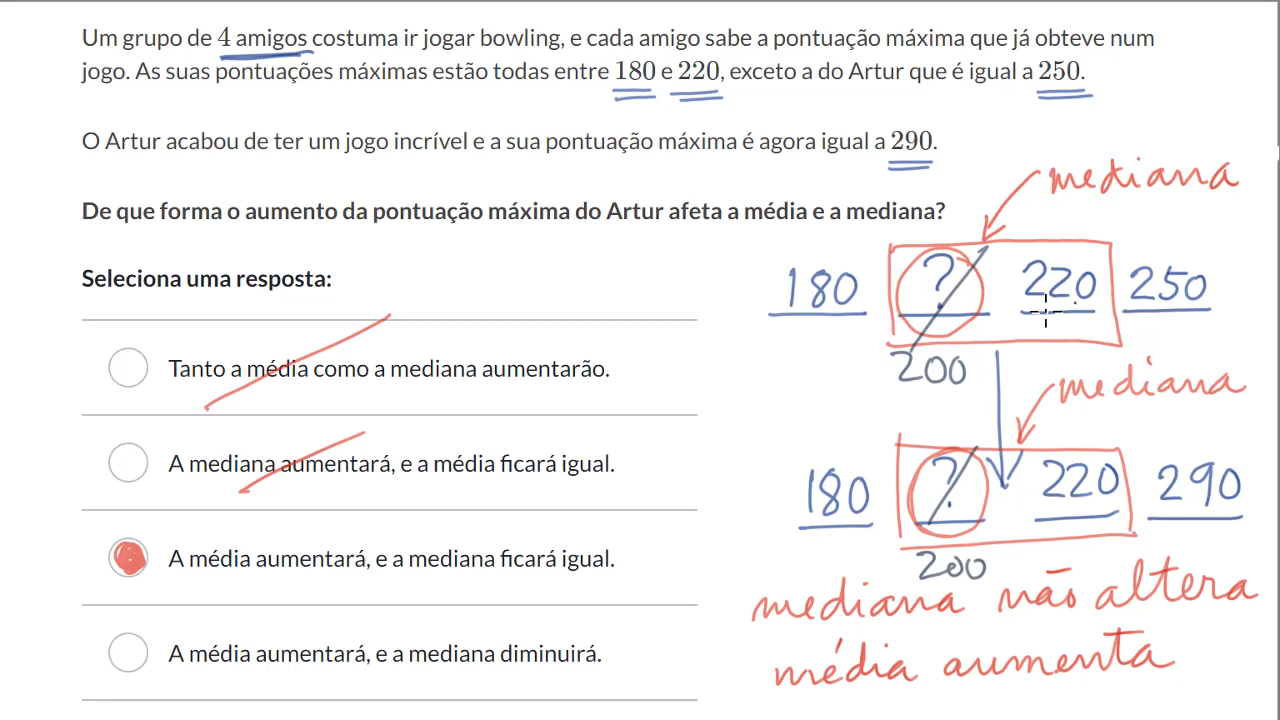 Um grupo de 4 amigos costuma ir jogar bowling, e cada amigo sabe a pontuação máxima que já obteve num
jogo. As suas pontuações máximas estão todas entre 180 e 220, exceto a do Artur que é igual a 250.
O Artur acabou de ter um jogo incrível e a sua pontuação máxima é agora igual a 290.
De que forma o aumento da pontuação máxima do Artur afeta a média e a mediana?
Seleciona uma resposta:
Tanto a média como a mediana aumentarão.
A mediana aumentará, e a média ficará igual.
A média aumentará, e a mediana ficará igual.
A média aumentará, e a mediana diminuirá.
mediana
180 ? 220 250
200
mediana
180 ? 220 290
200
mediana não altera
média aumenta